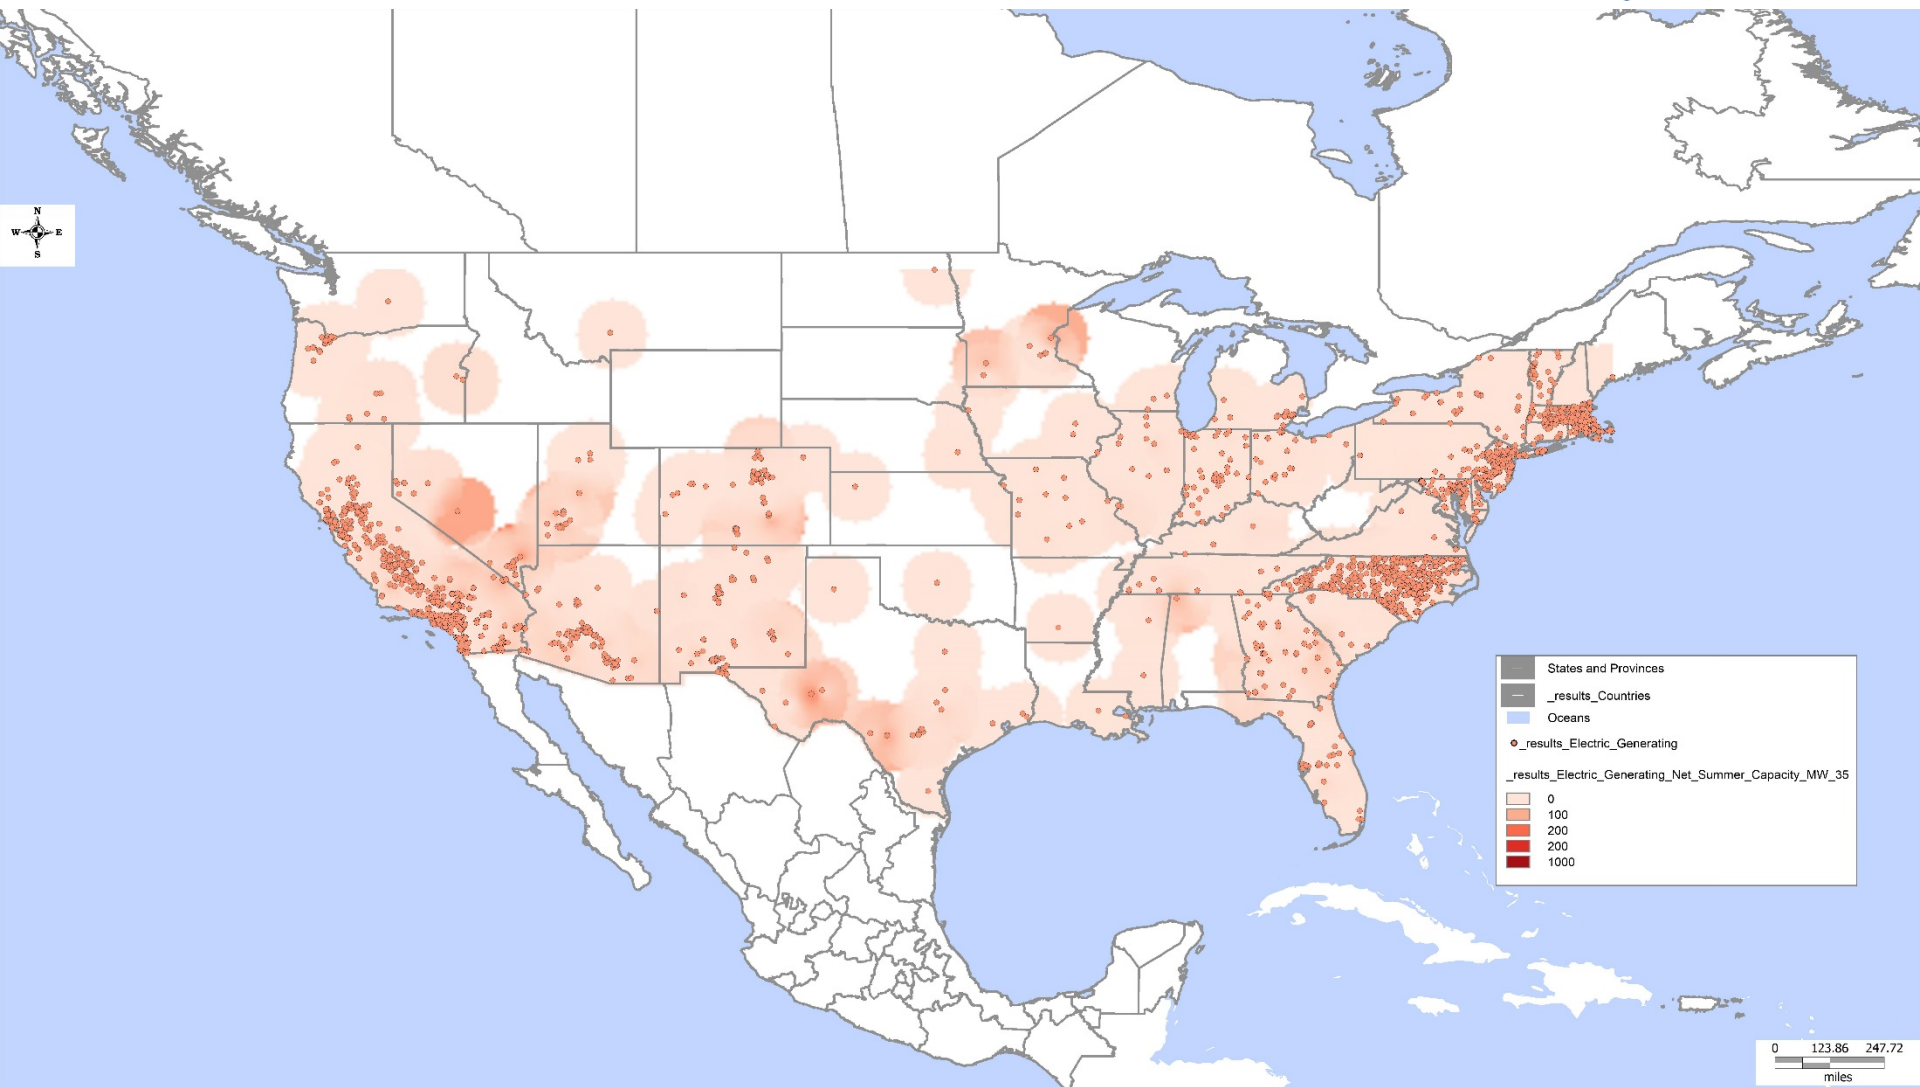 N
W E
S
States and Provinces
_results_Countries
Oceans
_results_Electric_Generating
_results_Electric_Generating_Net_Summer_Capacity_MW_35
0
100
200
200
1000
0 123.86 247.72
miles